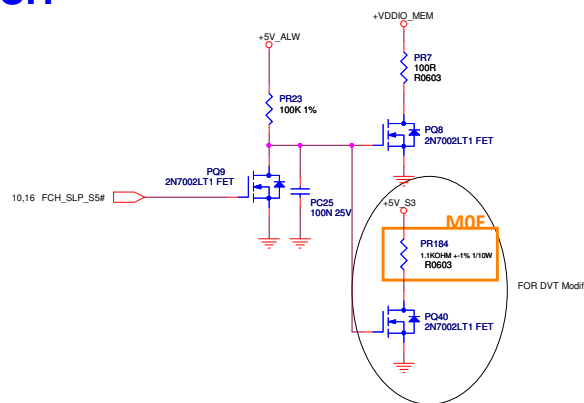 +VDDIO_MEM
+5V_ALW
PR7
100R
R0603
PR23
100K 1%
PQ8
2N7002LT1 FET
PQ9
2N7002LT1 FET
10,16 FCH_SLP_S5#
PC25
100N 25V
+5V_S3
M0F
PR184
1.1KOHM +-1% 1/10W
R0603
FOR DVT Modif
PQ40
2N7002LT1 FET